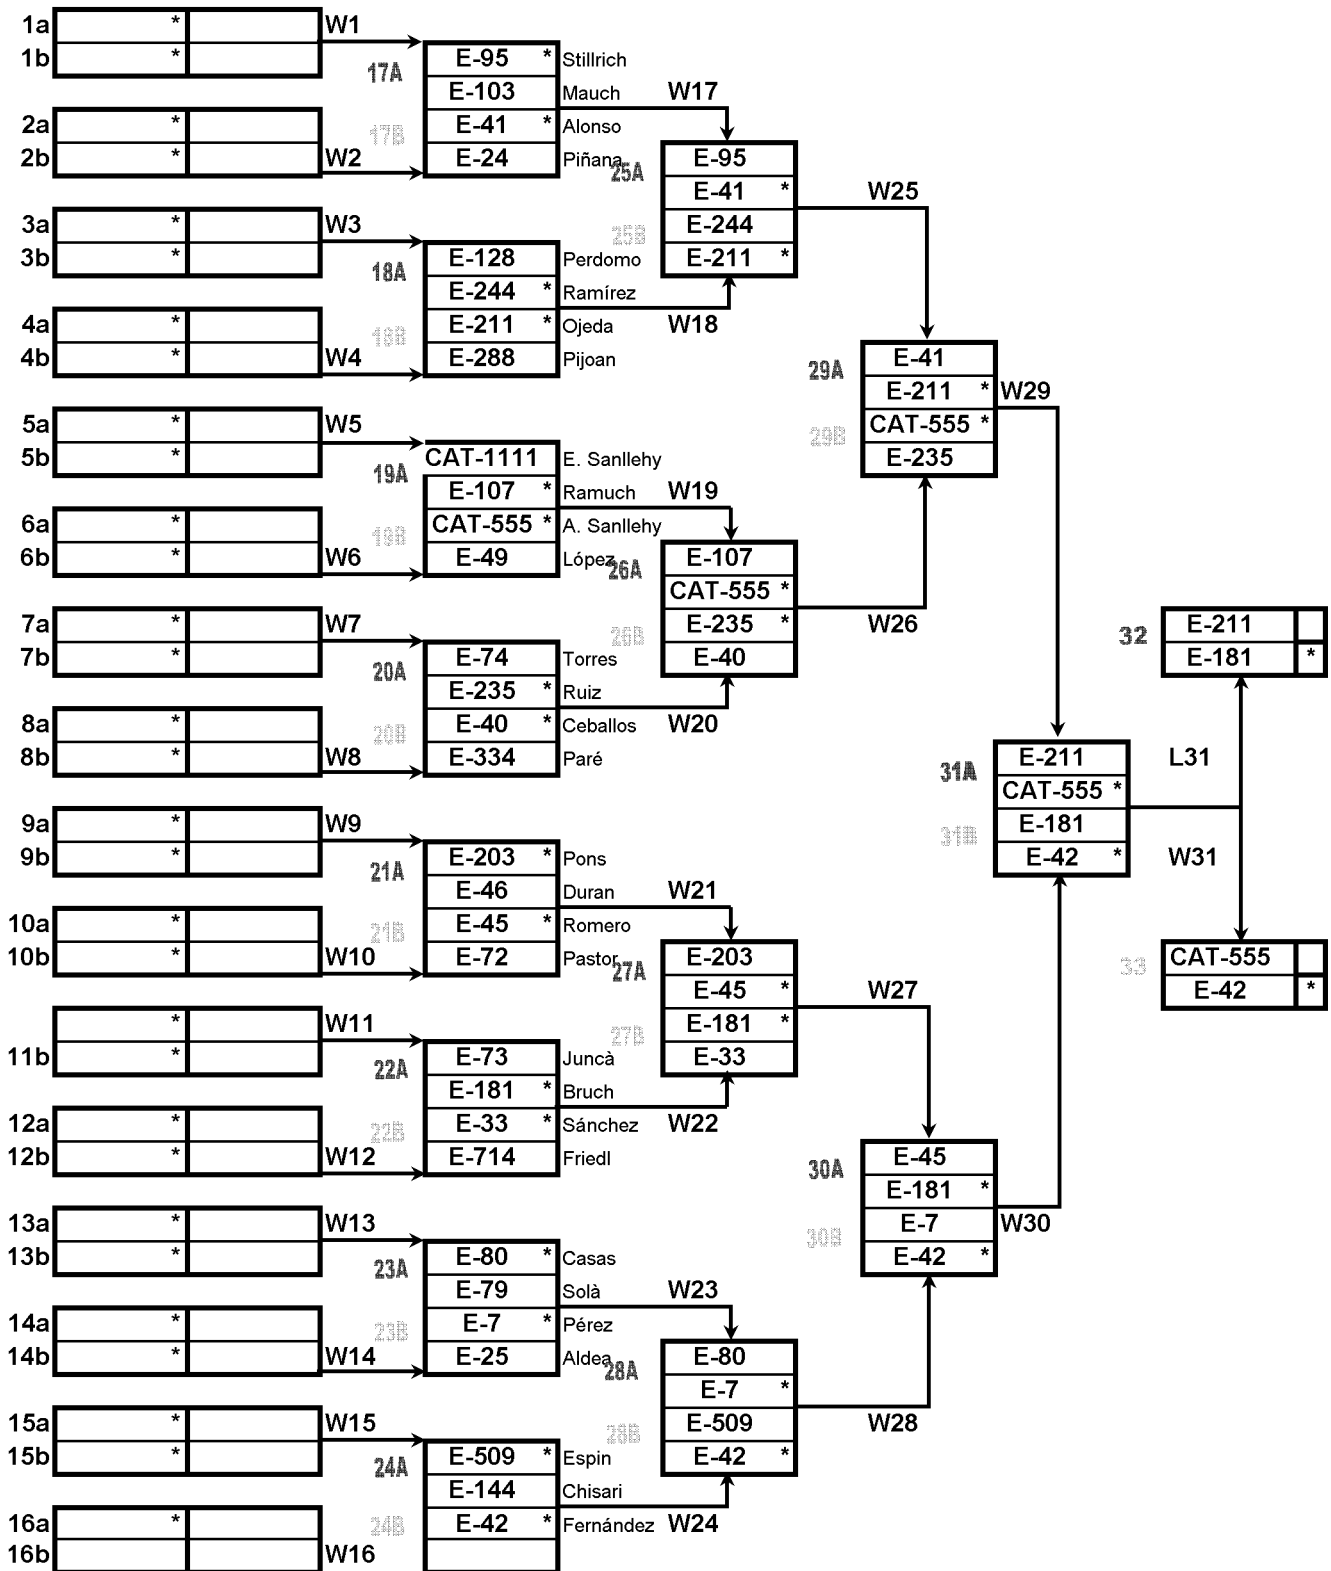 1a * W1
1b *
2a *
2b * W2
3a * W3
3b *
4a *
4b * W4
5a * W5
5b *
6a *
6b * W6
7a * W7
7b *
8a *
8b * W8
9a * W9
9b *
10a *
10b * W10
* W11
11b *
12a *
12b * W12
13a * W13
13b *
14a *
14b * W14
15a * W15
15b *
16a *
16b W16
17A
17B
E-95 * Stillrich
E-103 Mauch
E-41 * Alonso
E-24 Piñana
W17
18A
18B
E-128 Perdomo
E-244 * Ramírez
E-211 * Ojeda
E-288 Pijoan
W18
19A
19B
CAT-1111 E. Sanllehy
E-107 * Ramuch
CAT-555 * A. Sanllehy
E-49 López
W19
20A
20B
E-74 Torres
E-235 * Ruiz
E-40 * Ceballos
E-334 Paré
W20
21A
21B
E-203 * Pons
E-46 Duran
E-45 * Romero
E-72 Pastor
W21
22A
22B
E-73 Juncà
E-181 * Bruch
E-33 * Sánchez
E-714 Friedl
W22
23A
23B
E-80 * Casas
E-79 Solà
E-7 * Pérez
E-25 Aldea
W23
24A
24B
E-509 * Espin
E-144 Chisari
E-42 * Fernández
W24
25A
25B
E-95
E-41 *
E-244
E-211 *
W25
26A
26B
E-107
CAT-555 *
E-235 *
E-40
W26
27A
27B
E-203
E-45 *
E-181 *
E-33
W27
28A
28B
E-80
E-7 *
E-509
E-42 *
W28
29A
29B
E-41
E-211 *
CAT-555 *
E-235
W29
30A
30B
E-45
E-181 *
E-7
E-42 *
W30
31A
31B
E-211
CAT-555 *
E-181
E-42 *
L31
W31
32
E-211
E-181 *
33
CAT-555
E-42 *